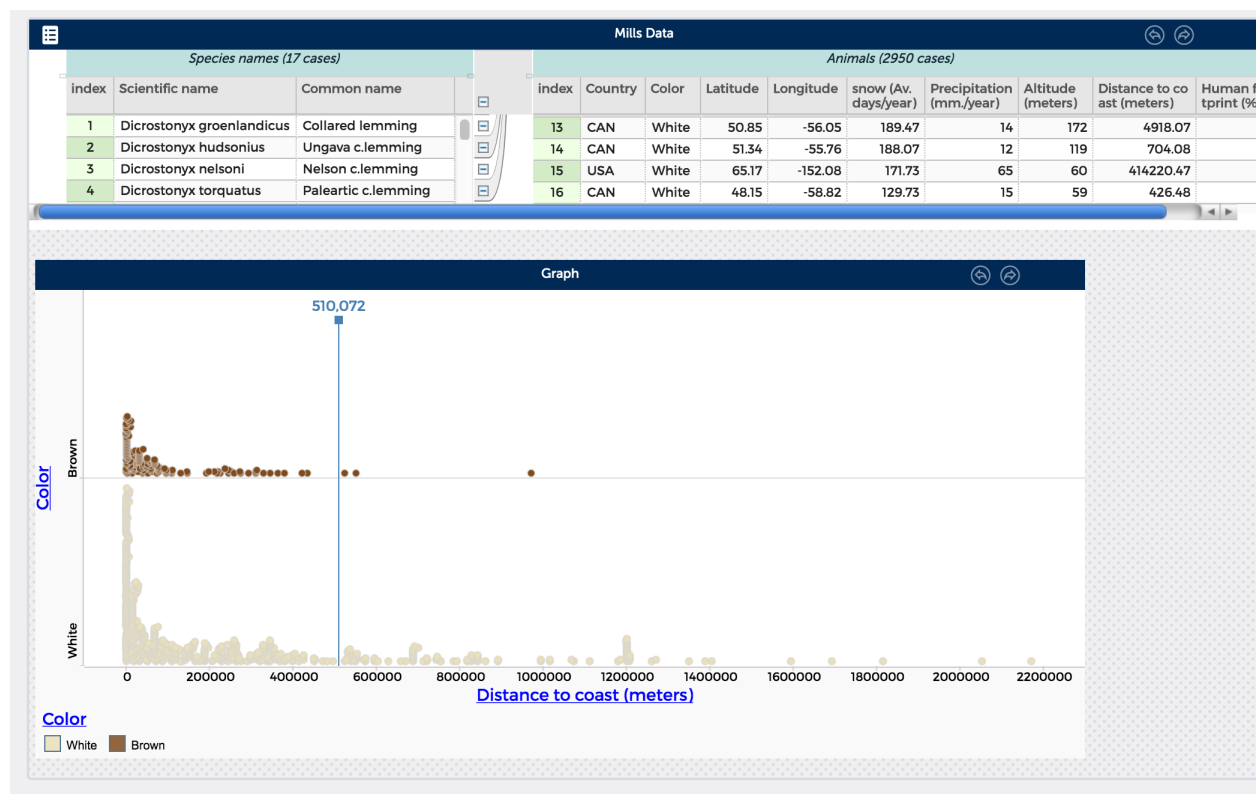 Mills Data
Species names (17 cases)
Animals (2950 cases)
index Scientific name Common name
index Country Color Latitude Longitude snow (Av. days/year) Precipitation (mm./year) Altitude (meters) Distance to co ast (meters) Human f tprint (%
1 Dicrostonyx groenlandicus Collared lemming
13 CAN White 50.85 -56.05 189.47 14 172 4918.07
2 Dicrostonyx hudsonius Ungava c.lemming
14 CAN White 51.34 -55.76 188.07 12 119 704.08
3 Dicrostonyx nelsoni Nelson c.lemming
15 USA White 65.17 -152.08 171.73 65 60 414220.47
4 Dicrostonyx torquatus Paleartic c.lemming
16 CAN White 48.15 -58.82 129.73 15 59 426.48
Graph
510,072
Brown
Color
White
0 200000 400000 600000 800000 1000000 1200000 1400000 1600000 1800000 2000000 2200000
Distance to coast (meters)
Color
White Brown